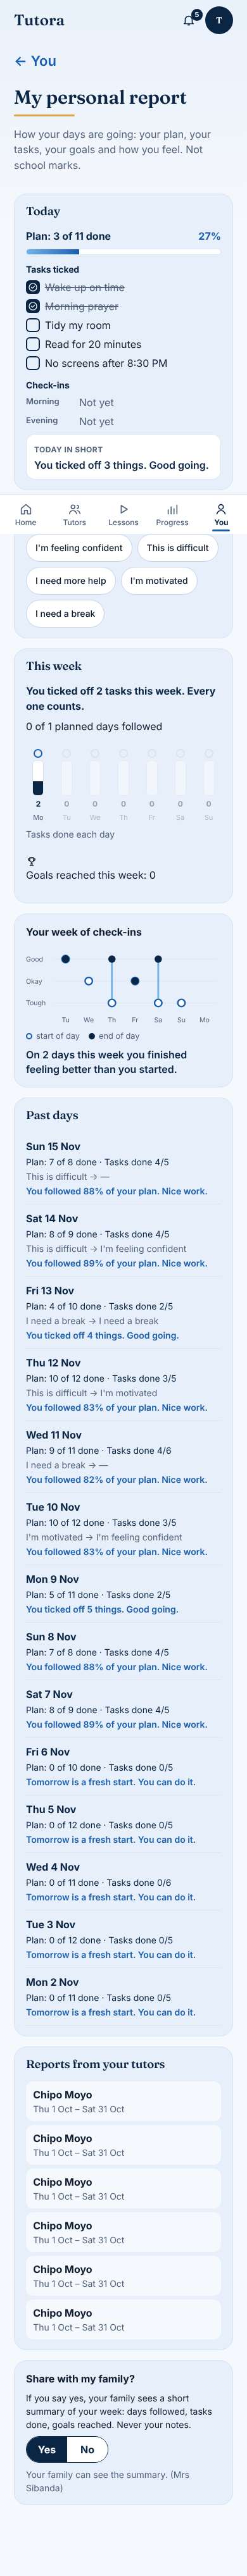 Tutora
5
T
← You
My personal report
How your days are going: your plan, your
tasks, your goals and how you feel. Not
school marks.
Today
Plan: 3 of 11 done
27%
Tasks ticked
Wake up on time
Morning prayer
Tidy my room
Read for 20 minutes
No screens after 8:30 PM
Check-ins
Morning Not yet
Evening Not yet
TODAY IN SHORT
You ticked off 3 things. Good going.
Home Tutors Lessons Progress You
I'm feeling confident This is difficult
I need more help I'm motivated
I need a break
This week
You ticked off 2 tasks this week. Every
one counts.
0 of 1 planned days followed
2 0 0 0 0 0 0
Mo Tu We Th Fr Sa Su
Tasks done each day
Goals reached this week: 0
Your week of check-ins
Good
Okay
Tough
Tu We Th Fr Sa Su Mo
start of day end of day
On 2 days this week you finished
feeling better than you started.
Past days
Sun 15 Nov
Plan: 7 of 8 done · Tasks done 4/5
This is difficult → —
You followed 88% of your plan. Nice work.
Sat 14 Nov
Plan: 8 of 9 done · Tasks done 4/5
This is difficult → I'm feeling confident
You followed 89% of your plan. Nice work.
Fri 13 Nov
Plan: 4 of 10 done · Tasks done 2/5
I need a break → I need a break
You ticked off 4 things. Good going.
Thu 12 Nov
Plan: 10 of 12 done · Tasks done 3/5
This is difficult → I'm motivated
You followed 83% of your plan. Nice work.
Wed 11 Nov
Plan: 9 of 11 done · Tasks done 4/6
I need a break → —
You followed 82% of your plan. Nice work.
Tue 10 Nov
Plan: 10 of 12 done · Tasks done 3/5
I'm motivated → I'm feeling confident
You followed 83% of your plan. Nice work.
Mon 9 Nov
Plan: 5 of 11 done · Tasks done 2/5
You ticked off 5 things. Good going.
Sun 8 Nov
Plan: 7 of 8 done · Tasks done 4/5
You followed 88% of your plan. Nice work.
Sat 7 Nov
Plan: 8 of 9 done · Tasks done 4/5
You followed 89% of your plan. Nice work.
Fri 6 Nov
Plan: 0 of 10 done · Tasks done 0/5
Tomorrow is a fresh start. You can do it.
Thu 5 Nov
Plan: 0 of 12 done · Tasks done 0/5
Tomorrow is a fresh start. You can do it.
Wed 4 Nov
Plan: 0 of 11 done · Tasks done 0/6
Tomorrow is a fresh start. You can do it.
Tue 3 Nov
Plan: 0 of 12 done · Tasks done 0/5
Tomorrow is a fresh start. You can do it.
Mon 2 Nov
Plan: 0 of 11 done · Tasks done 0/5
Tomorrow is a fresh start. You can do it.
Reports from your tutors
Chipo Moyo
Thu 1 Oct – Sat 31 Oct
Chipo Moyo
Thu 1 Oct – Sat 31 Oct
Chipo Moyo
Thu 1 Oct – Sat 31 Oct
Chipo Moyo
Thu 1 Oct – Sat 31 Oct
Chipo Moyo
Thu 1 Oct – Sat 31 Oct
Chipo Moyo
Thu 1 Oct – Sat 31 Oct
Share with my family?
If you say yes, your family sees a short
summary of your week: days followed, tasks
done, goals reached. Never your notes.
Yes No
Your family can see the summary. (Mrs
Sibanda)